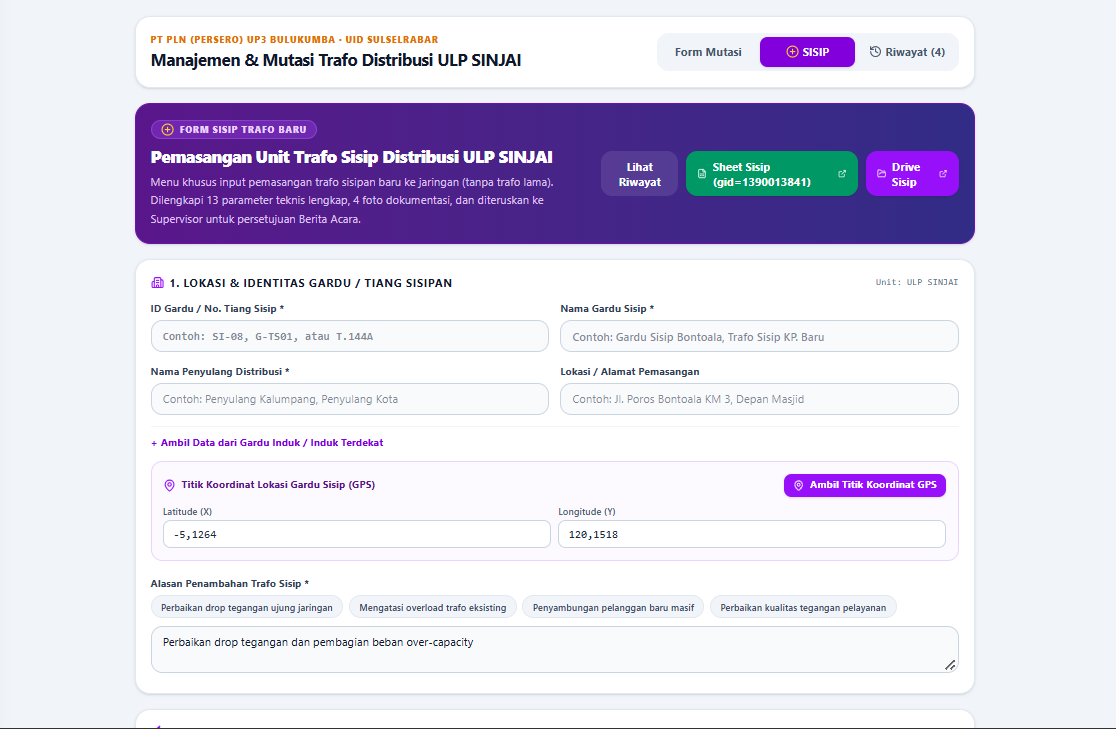 PT PLN (PERSERO) UP3 BULUKUMBA - UID SULSELRABAR
Manajemen & Mutasi Trafo Distribusi ULP SINJAI
Form Mutasi
SISIP
Riwayat (4)
FORM SISIP TRAFO BARU
Pemasangan Unit Trafo Sisip Distribusi ULP SINJAI
Menu khusus input pemasangan trafo sisipan baru ke jaringan (tanpa trafo lama).
Dilengkapi 13 parameter teknis lengkap, 4 foto dokumentasi, dan diteruskan ke
Supervisor untuk persetujuan Berita Acara.
Lihat
Riwayat
Sheet Sisip
(gid=1390013841)
Drive
Sisip
1. LOKASI & IDENTITAS GARDU / TIANG SISIPAN
Unit: ULP SINJAI
ID Gardu / No. Tiang Sisip *
Nama Gardu Sisip *
Contoh: SI-08, G-TS01, atau T.144A
Contoh: Gardu Sisip Bontoala, Trafo Sisip KP. Baru
Nama Penyulang Distribusi *
Lokasi / Alamat Pemasangan
Contoh: Penyulang Kalumpang, Penyulang Kota
Contoh: Jl. Poros Bontoala KM 3, Depan Masjid
+ Ambil Data dari Gardu Induk / Induk Terdekat
Titik Koordinat Lokasi Gardu Sisip (GPS)
Ambil Titik Koordinat GPS
Latitude (X)
Longitude (Y)
-5,1264
120,1518
Alasan Penambahan Trafo Sisip *
Perbaikan drop tegangan ujung jaringan
Mengatasi overload trafo eksisting
Penyambungan pelanggan baru masif
Perbaikan kualitas tegangan pelayanan
Perbaikan drop tegangan dan pembagian beban over-capacity